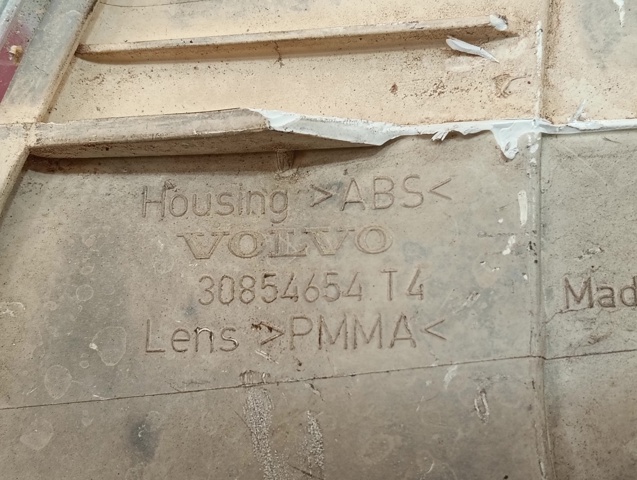 Housing >ABS<
VOLVO
30854654 T4
Lens >PMMA<
Mad